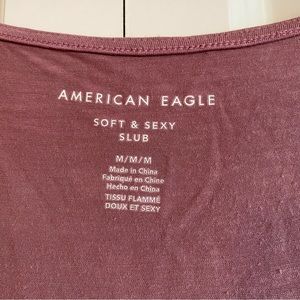 AMERICAN EAGLE
SOFT & SEXY
SLUB
M/M/M
Made in China
Fabriqué en Chine
Hecho en China
TISSU FLAMMÉ
DOUX ET SEXY